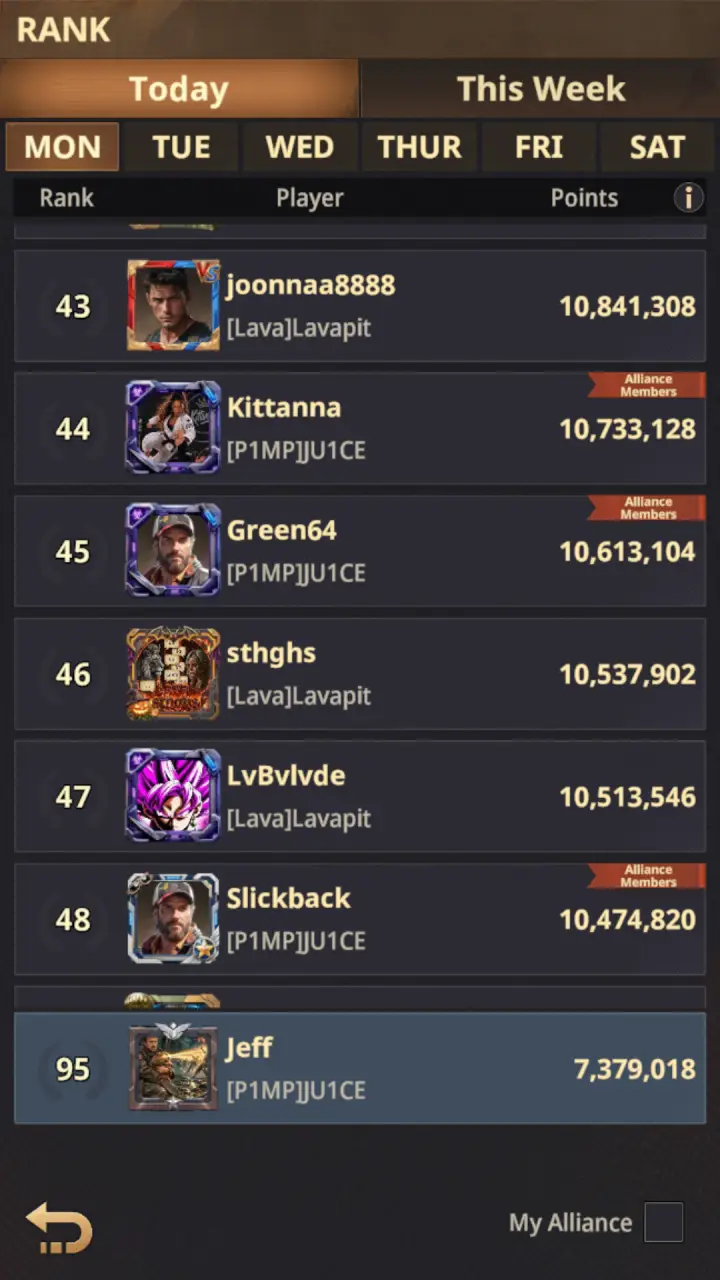 RANK
Today
This Week
MON
TUE
WED
THUR
FRI
SAT
Rank
Player
Points
43
joonnaa8888
[Lava]Lavapit
10,841,308
Alliance
Members
44
Kittanna
[P1MP]JU1CE
10,733,128
Alliance
Members
45
Green64
[P1MP]JU1CE
10,613,104
46
sthghs
[Lava]Lavapit
10,537,902
47
LvBvlvde
[Lava]Lavapit
10,513,546
Alliance
Members
48
Slickback
[P1MP]JU1CE
10,474,820
95
Jeff
[P1MP]JU1CE
7,379,018
My Alliance